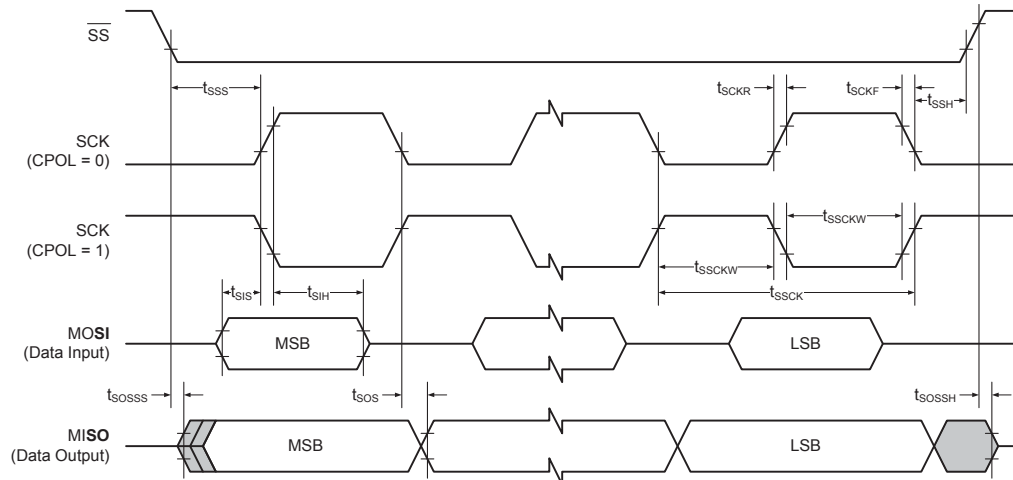 SS
tSSS
tSCKR
tSCKF
tSSH
SCK
(CPOL = 0)
SCK
(CPOL = 1)
tSSCKW
tSSCKW
tSSCK
tSIS
tSIH
MOSI
(Data Input)
MSB
LSB
tSOSSS
tSOS
tSOSSH
MISO
(Data Output)
MSB
LSB